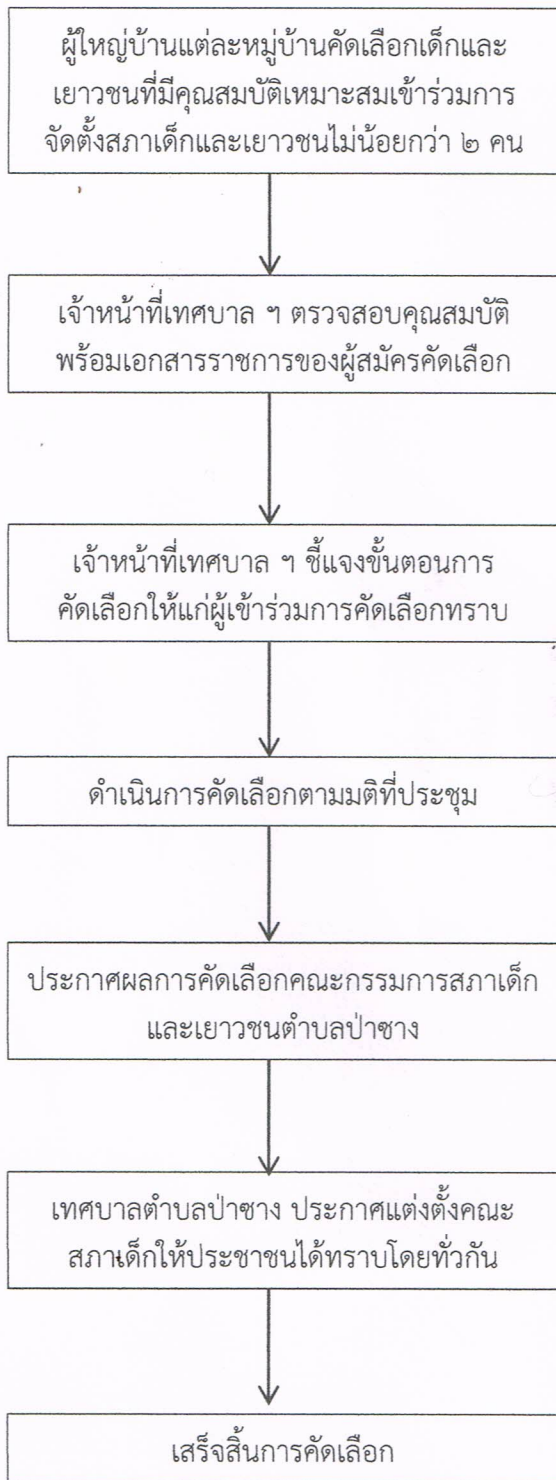 ผู้ใหญ่บ้านแต่ละหมู่บ้านคัดเลือกเด็กและ
เยาวชนที่มีคุณสมบัติเหมาะสมเข้าร่วมการ
จัดตั้งสภาเด็กและเยาวชนไม่น้อยกว่า ๒ คน
เจ้าหน้าที่เทศบาล ฯ ตรวจสอบคุณสมบัติ
พร้อมเอกสารราชการของผู้สมัครคัดเลือก
เจ้าหน้าที่เทศบาล ฯ ชี้แจงขั้นตอนการ
คัดเลือกให้แก่ผู้เข้าร่วมการคัดเลือกทราบ
ดำเนินการคัดเลือกตามมติที่ประชุม
ประกาศผลการคัดเลือกคณะกรรมการสภาเด็ก
และเยาวชนตำบลป่าซาง
เทศบาลตำบลป่าซาง ประกาศแต่งตั้งคณะ
สภาเด็กให้ประชาชนได้ทราบโดยทั่วกัน
เสร็จสิ้นการคัดเลือก